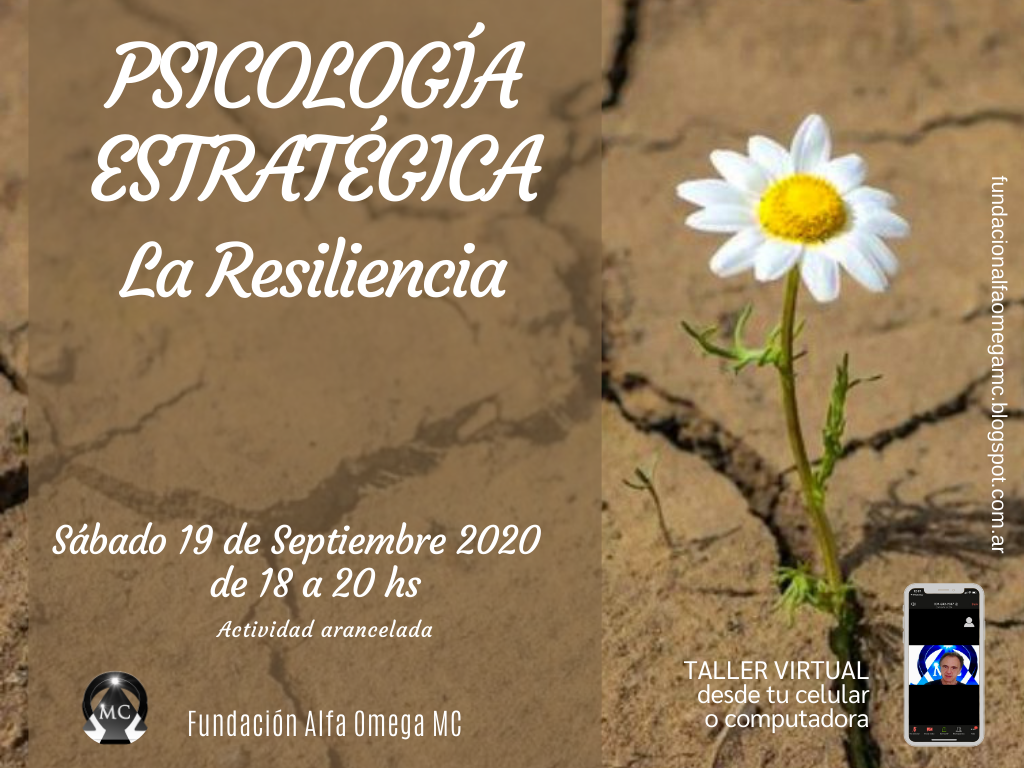 PSICOLOGÍA
ESTRATÉGICA
La Resiliencia
Sábado 19 de Septiembre 2020
de 18 a 20 hs
Actividad arancelada
MC
Fundación Alfa Omega MC
fundacionalfaomegamc.blogspot.com.ar
TALLER VIRTUAL
desde tu celular
o computadora